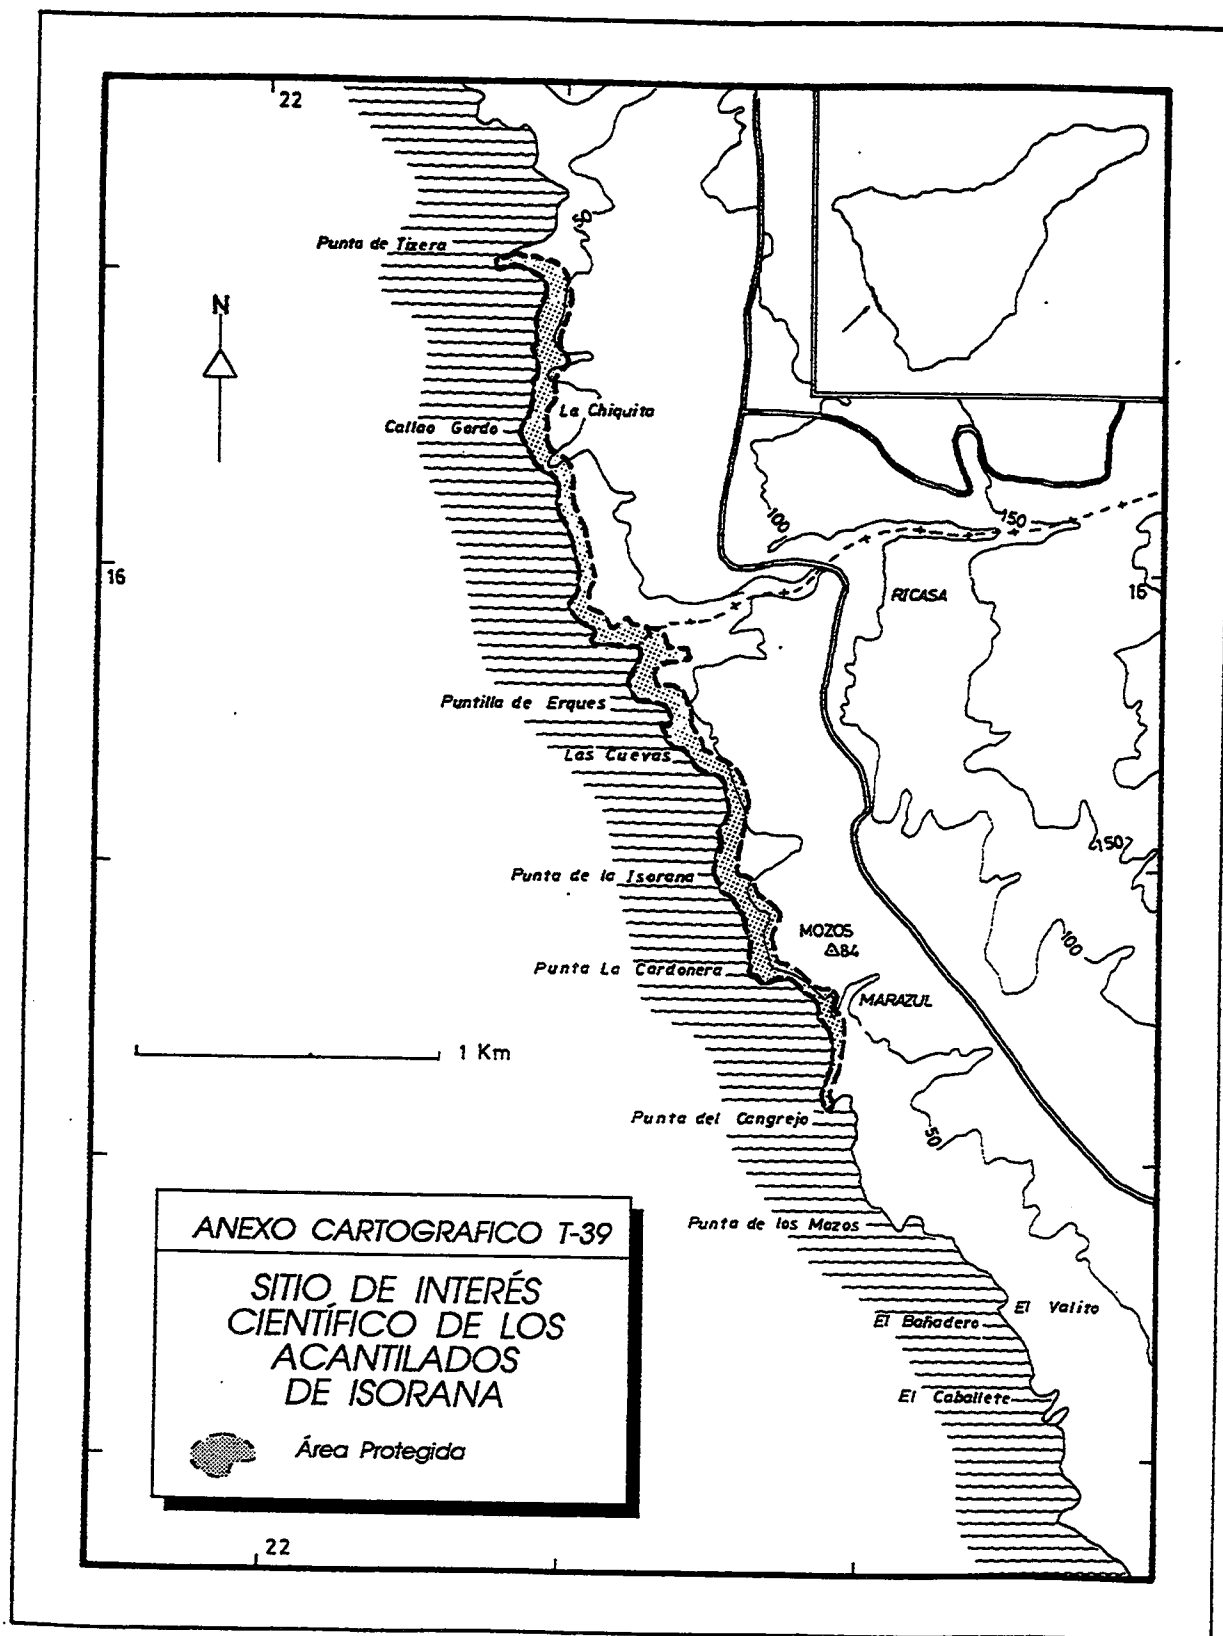 22
Punta de Tizera
N
La Chiquita
Callao Gordo
100
150
16
16
RICASA
Puntilla de Erques
Las Cuevas
150
Punta de la Isorana
MOZOS
84
100
Punta La Cardonera
MARAZUL
1 Km
Punta del Cangrejo
50
Punta de los Mozos
ANEXO CARTOGRAFICO T-39
SITIO DE INTERÉS
CIENTÍFICO DE LOS
ACANTILADOS
DE ISORANA
Área Protegida
El Valito
El Bañadero
El Caballete
22